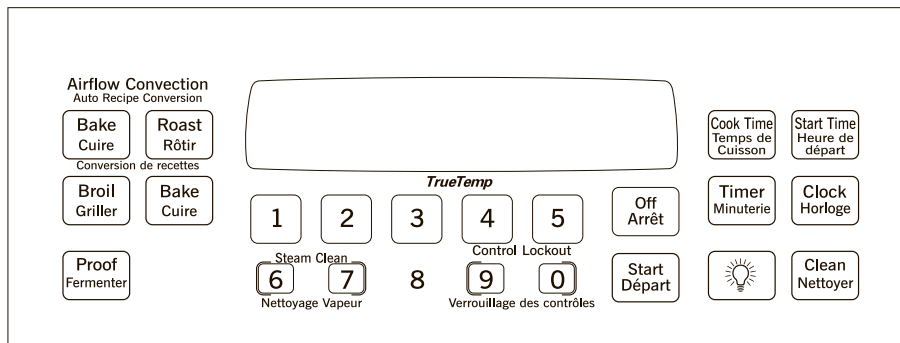 Airflow Convection
Auto Recipe Conversion
Bake
Cuire
Roast
Rôtir
Conversion de recettes
Broil
Griller
Bake
Cuire
Proof
Fermenter
TrueTemp
1 2 3 4 5
Steam Clean
Control Lockout
6 7 8 9 0
Nettoyage Vapeur
Verrouillage des contrôles
Off
Arrêt
Start
Départ
Cook Time
Temps de
Cuisson
Start Time
Heure de
départ
Timer
Minuterie
Clock
Horloge
Clean
Nettoyer